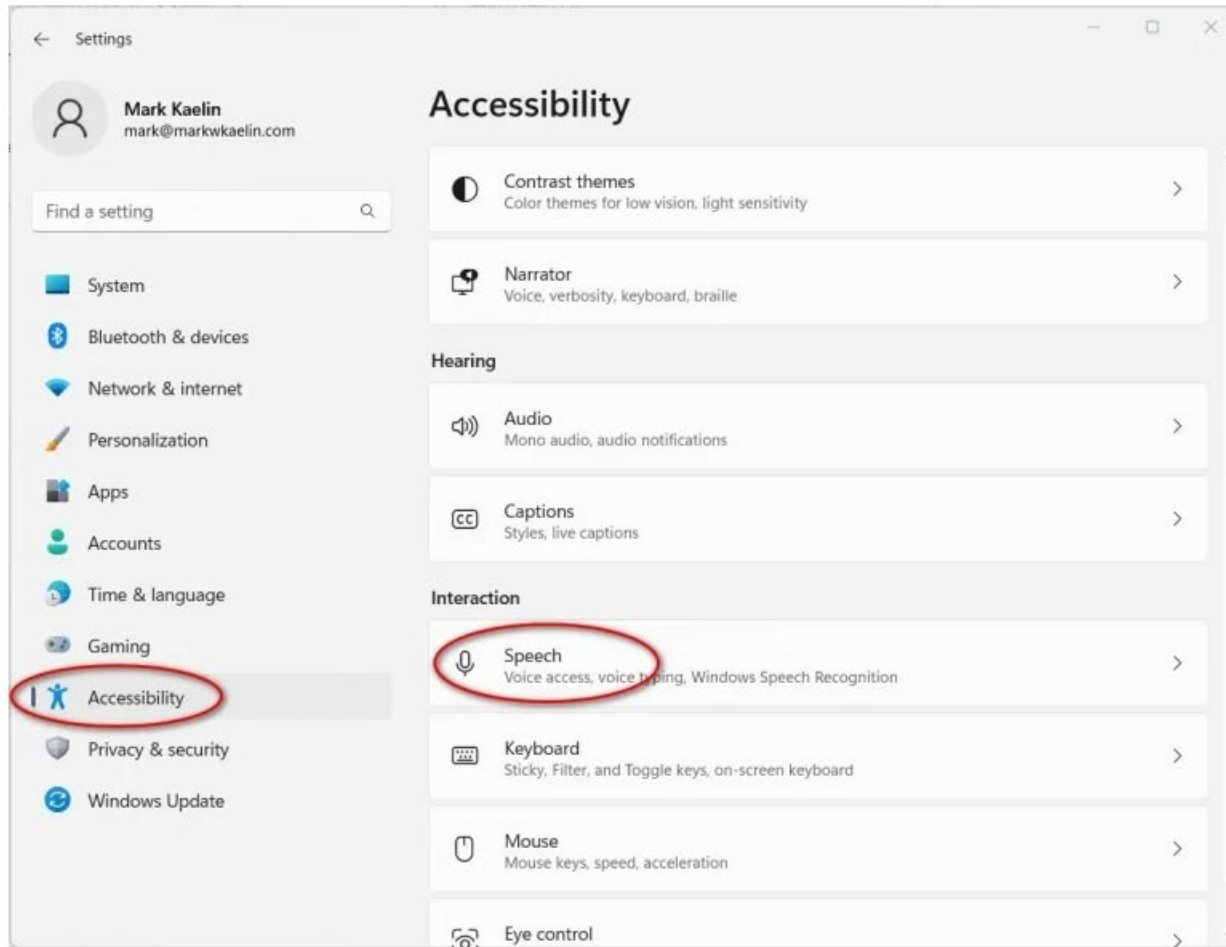 Settings
Mark Kaelin
mark@markwkaelin.com
Find a setting
System
Bluetooth & devices
Network & internet
Personalization
Apps
Accounts
Time & language
Gaming
Accessibility
Privacy & security
Windows Update
Accessibility
Contrast themes
Color themes for low vision, light sensitivity
Narrator
Voice, verbosity, keyboard, braille
Hearing
Audio
Mono audio, audio notifications
CC
Captions
Styles, live captions
Interaction
Speech
Voice access, voice typing, Windows Speech Recognition
Keyboard
Sticky, Filter, and Toggle keys, on-screen keyboard
Mouse
Mouse keys, speed, acceleration
Eye control